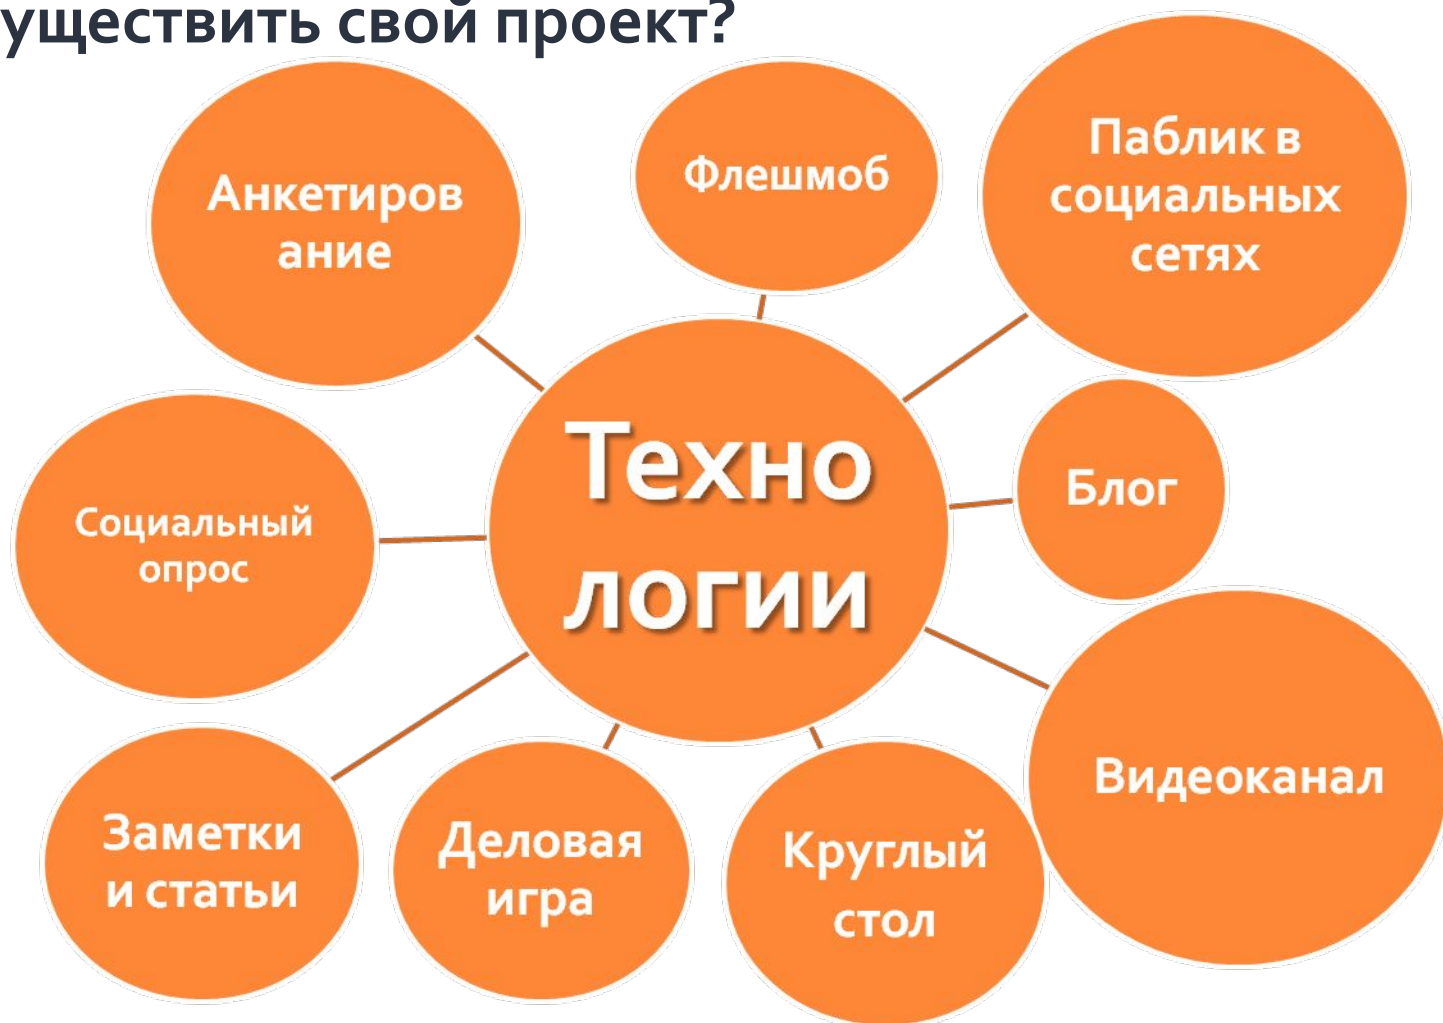 уществить свой проект?
Анкетиров
ание
Флешмоб
Паблик в
социальных
сетях
Техно
логии
Блог
Социальный
опрос
Видеоканал
Заметки
и статьи
Деловая
игра
Круглый
стол